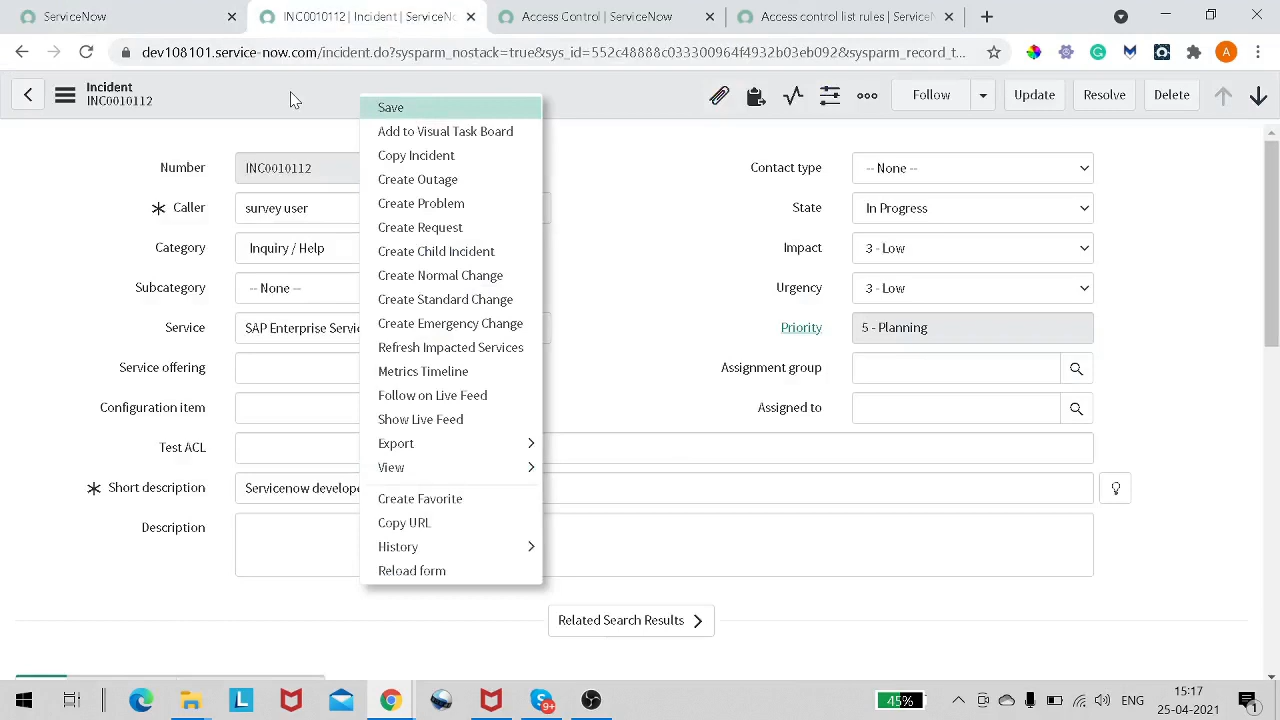 ServiceNow
INC0010112 | Incident | ServiceNo
Access Control | ServiceNow
Access control list rules | Service
dev108101.service-now.com/incident.do?sysparm_nostack=true&sys_id=552c48888c033300964f4932b03eb092&sysparm_record_t...
A
Incident
INC0010112
Follow
Update
Resolve
Delete
Save
Add to Visual Task Board
Copy Incident
Create Outage
Create Problem
Create Request
Create Child Incident
Create Normal Change
Create Standard Change
Create Emergency Change
Refresh Impacted Services
Metrics Timeline
Follow on Live Feed
Show Live Feed
Export
View
Create Favorite
Copy URL
History
Reload form
Number
INC0010112
Caller
survey user
Category
Inquiry / Help
Subcategory
-- None --
Service
SAP Enterprise Servi
Service offering
Configuration item
Test ACL
Short description
Servicenow develope
Description
Contact type
-- None --
State
In Progress
Impact
3 - Low
Urgency
3 - Low
Priority
5 - Planning
Assignment group
Assigned to
Related Search Results
L
9+
45%
ENG
15:17
25-04-2021
1